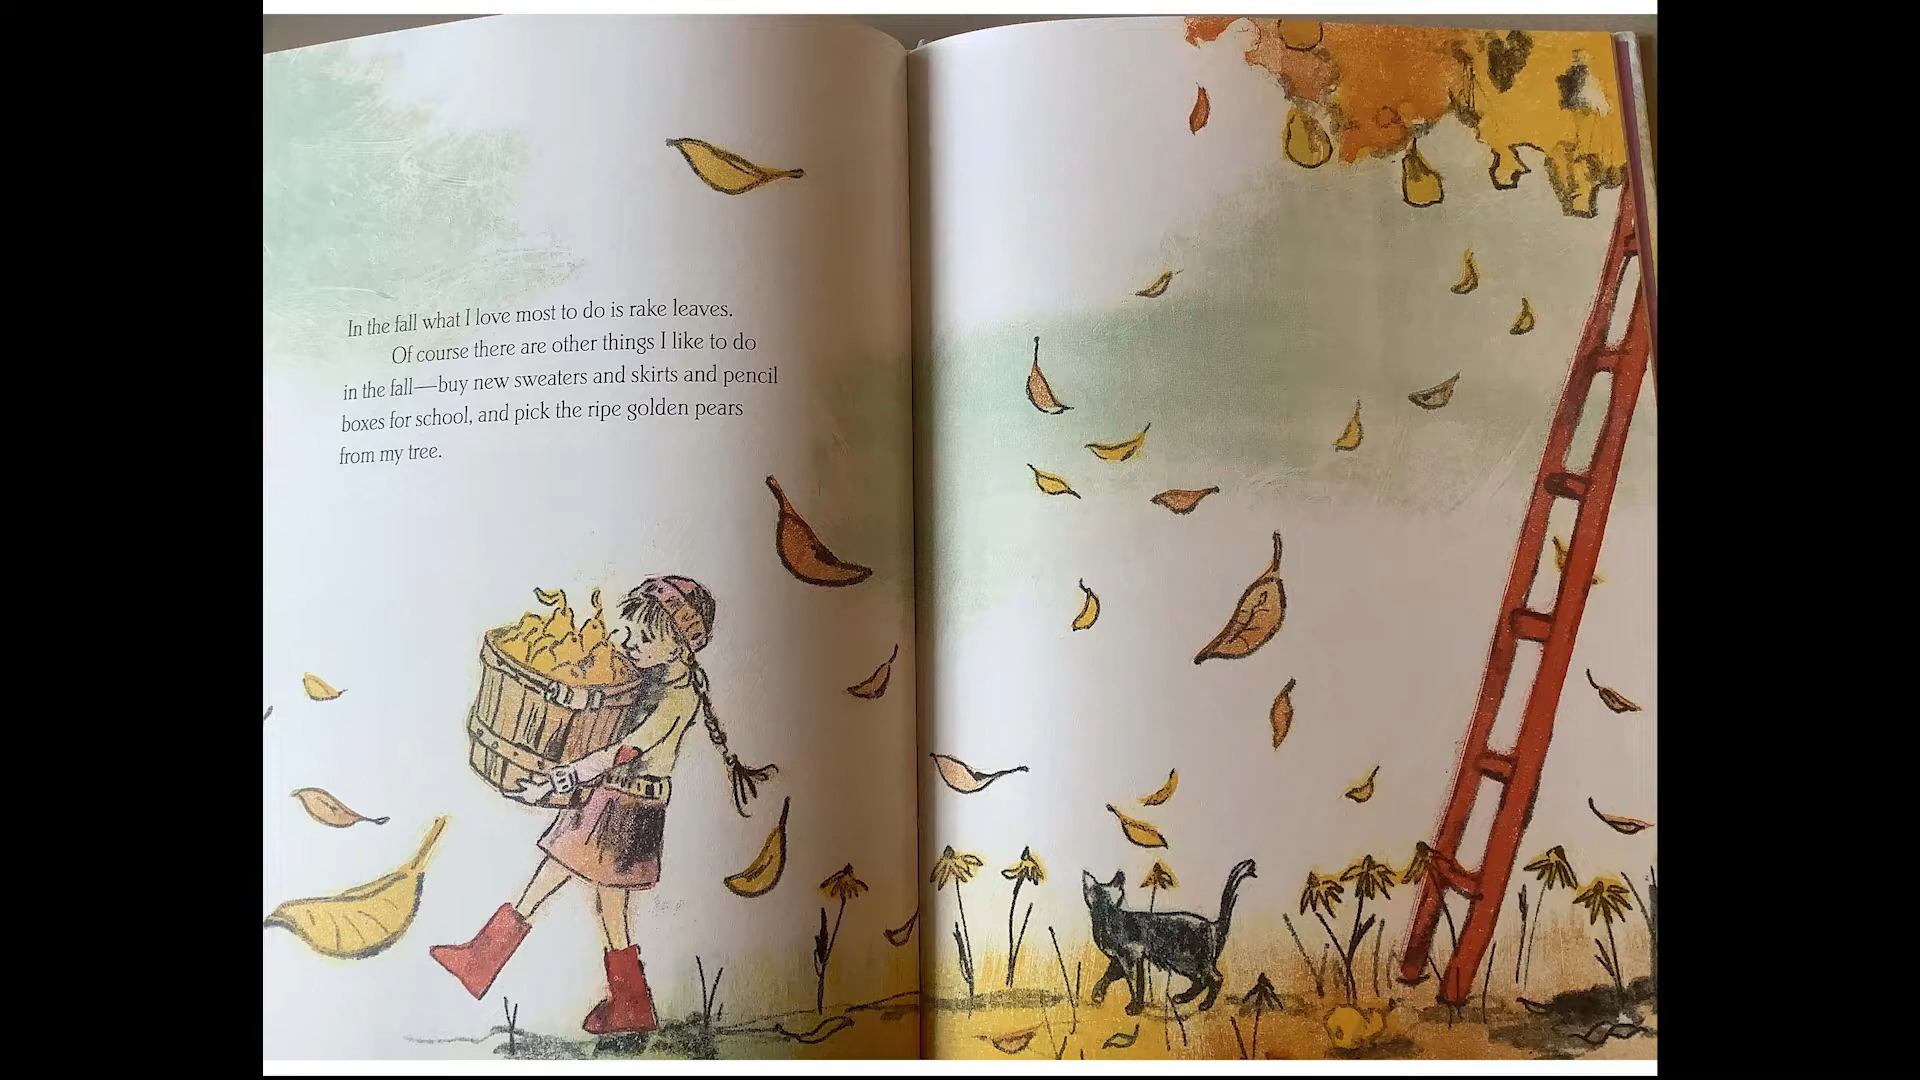 In the fall what I love most to do is rake leaves.
Of course there are other things I like to do
in the fall—buy new sweaters and skirts and pencil
boxes for school, and pick the ripe golden pears
from my tree.